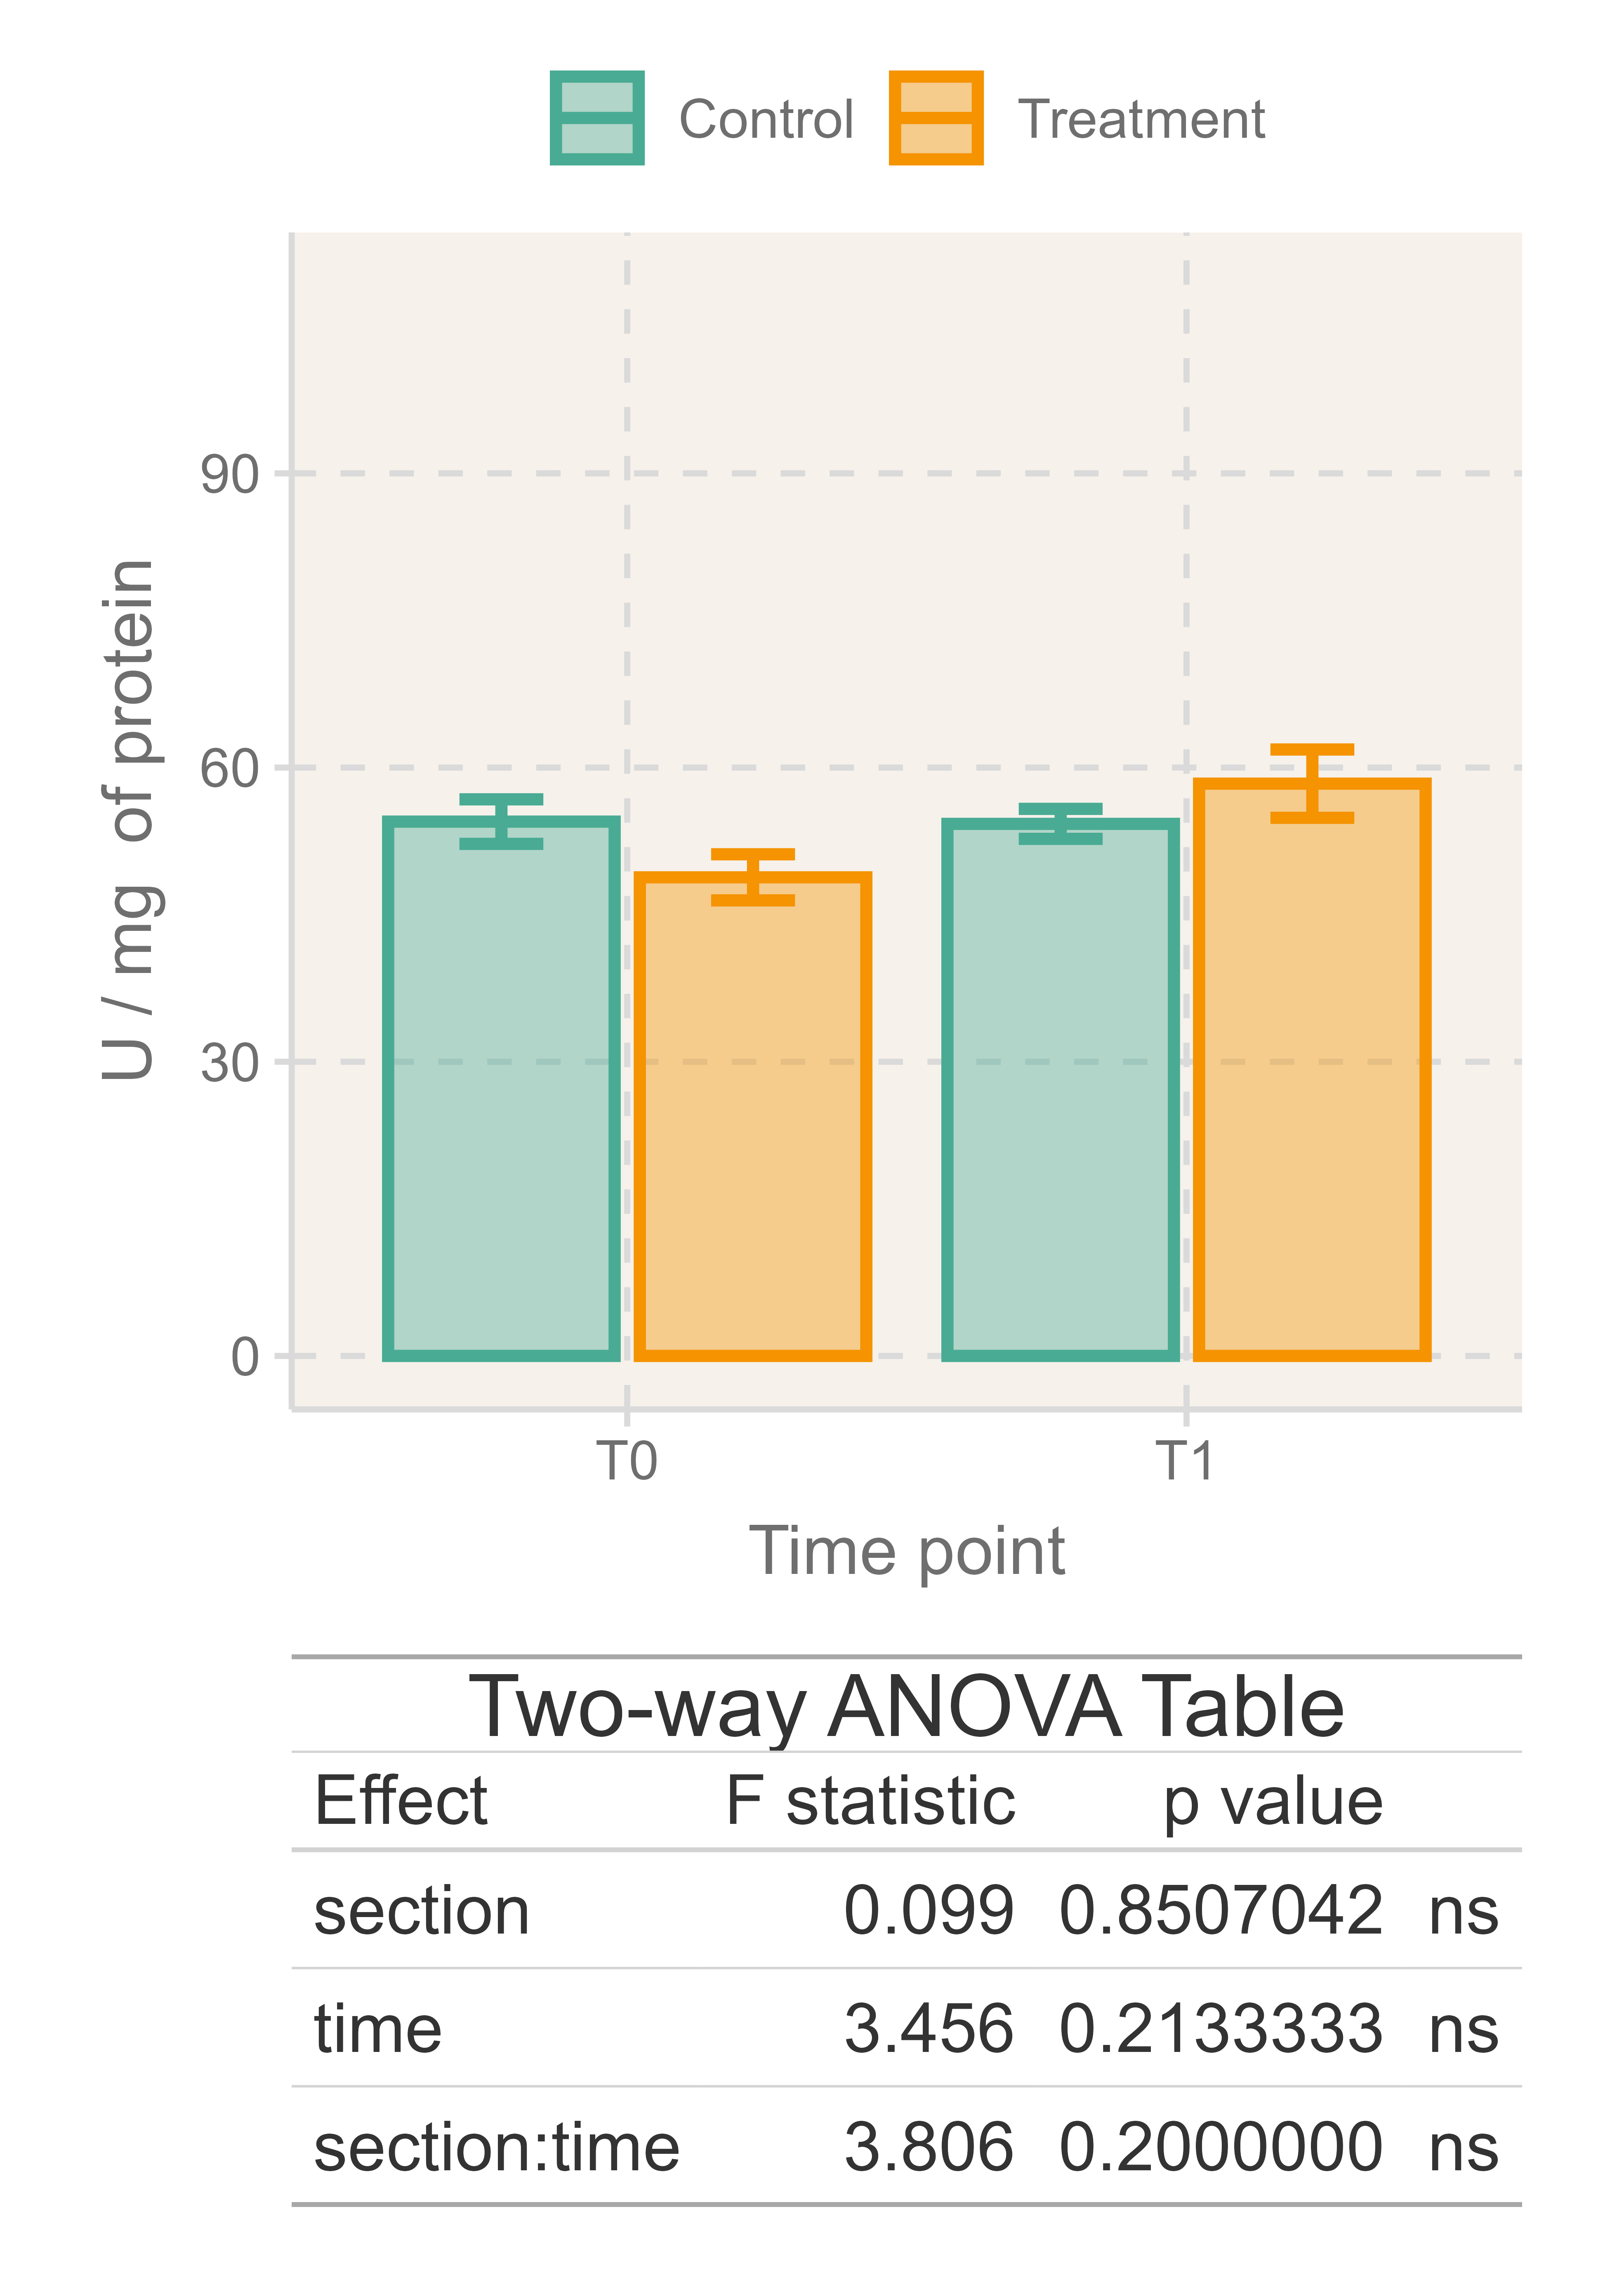 Control Treatment
U / mg of protein
90
60
30
0
T0 T1
Time point
Two-way ANOVA Table
Effect F statistic p value
section 0.099 0.8507042 ns
time 3.456 0.2133333 ns
section:time 3.806 0.2000000 ns